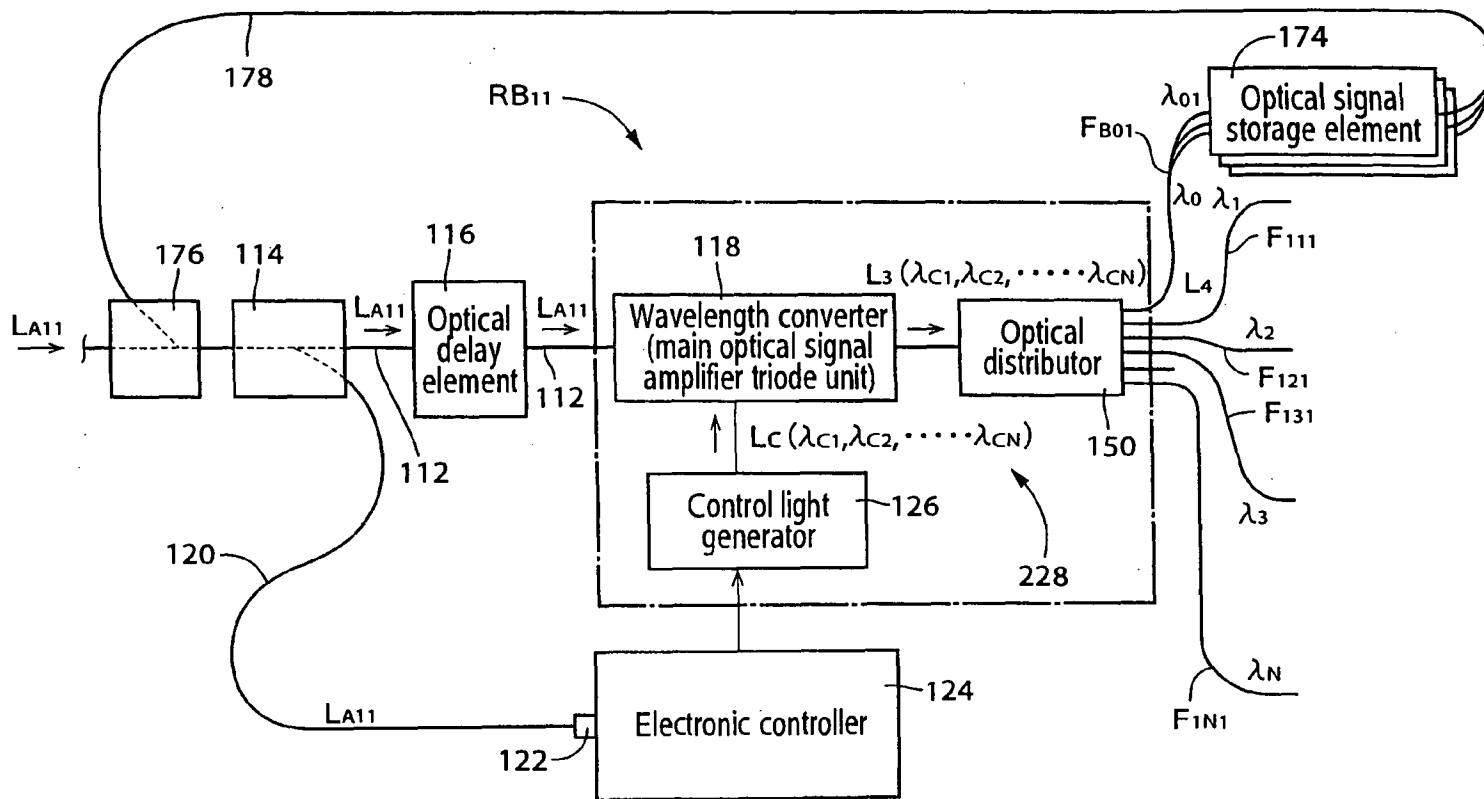 178
RB11
174
λ01
Optical signal
storage element
FB01
λ0
λ1
F111
176
114
116
118
L3 (λC1,λC2, ·····λCN)
L4
LA11
LA11
Optical
delay
element
LA11
Wavelength converter
(main optical signal
amplifier triode unit)
Optical
distributor
λ2
F121
F131
112
112
LC (λC1,λC2, ·····λCN)
150
Control light
generator
126
λ3
120
228
λN
F1N1
LA11
122
Electronic controller
124